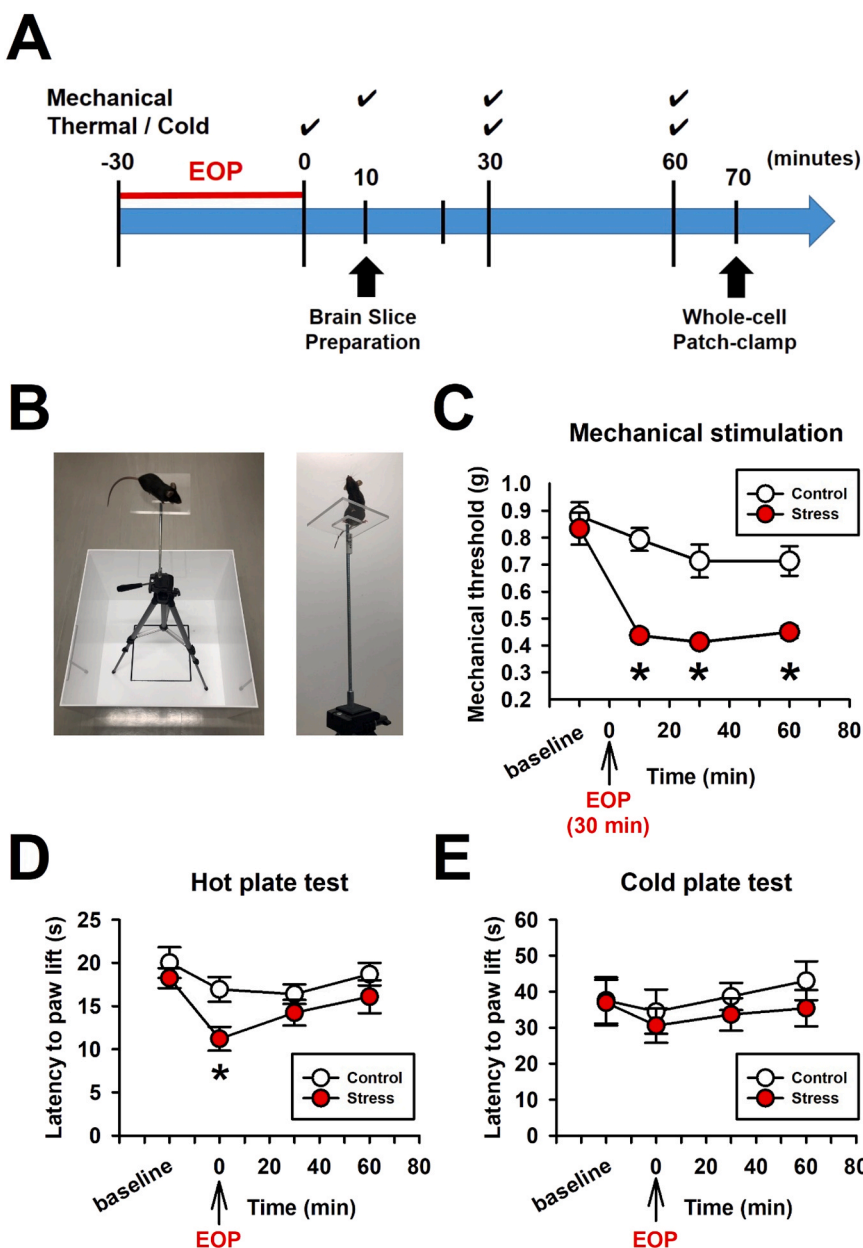 A
Mechanical ✓ ✓ ✓
Thermal / Cold ✓ ✓ ✓
-30 EOP 0 10 30 60 70 (minutes)
Brain Slice
Preparation
Whole-cell
Patch-clamp
B
C
Mechanical stimulation
Mechanical threshold (g)
1.0
0.9
0.8
0.7
0.6
0.5
0.4
0.3
0.2
Control
Stress
* * *
baseline 0 20 40 60 80
Time (min)
EOP
(30 min)
D
Hot plate test
Latency to paw lift (s)
25
20
15
10
5
0
*
Control
Stress
baseline 0 20 40 60 80
Time (min)
EOP
E
Cold plate test
Latency to paw lift (s)
60
50
40
30
20
10
0
Control
Stress
baseline 0 20 40 60 80
Time (min)
EOP